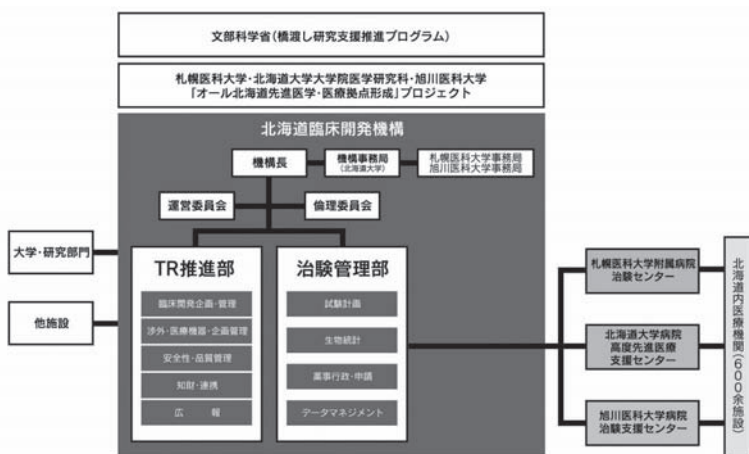 文部科学省(橋渡し研究支援推進プログラム)
札幌医科大学・北海道大学大学院医学研究科・旭川医科大学
「オール北海道先進医学・医療拠点形成」プロジェクト
北海道臨床開発機構
機構長
機構事務局
(北海道大学)
札幌医科大学事務局
旭川医科大学事務局
運営委員会
倫理委員会
大学・研究部門
他施設
TR推進部
臨床開発企画・管理
渉外・医療機器・企画管理
安全性・品質管理
知財・連携
広 報
治験管理部
試験計画
生物統計
薬事行政・申請
データマネジメント
札幌医科大学附属病院
治験センター
北海道大学病院
高度先進医療
支援センター
旭川医科大学病院
治験支援センター
北海道内医療機関(600余施設)